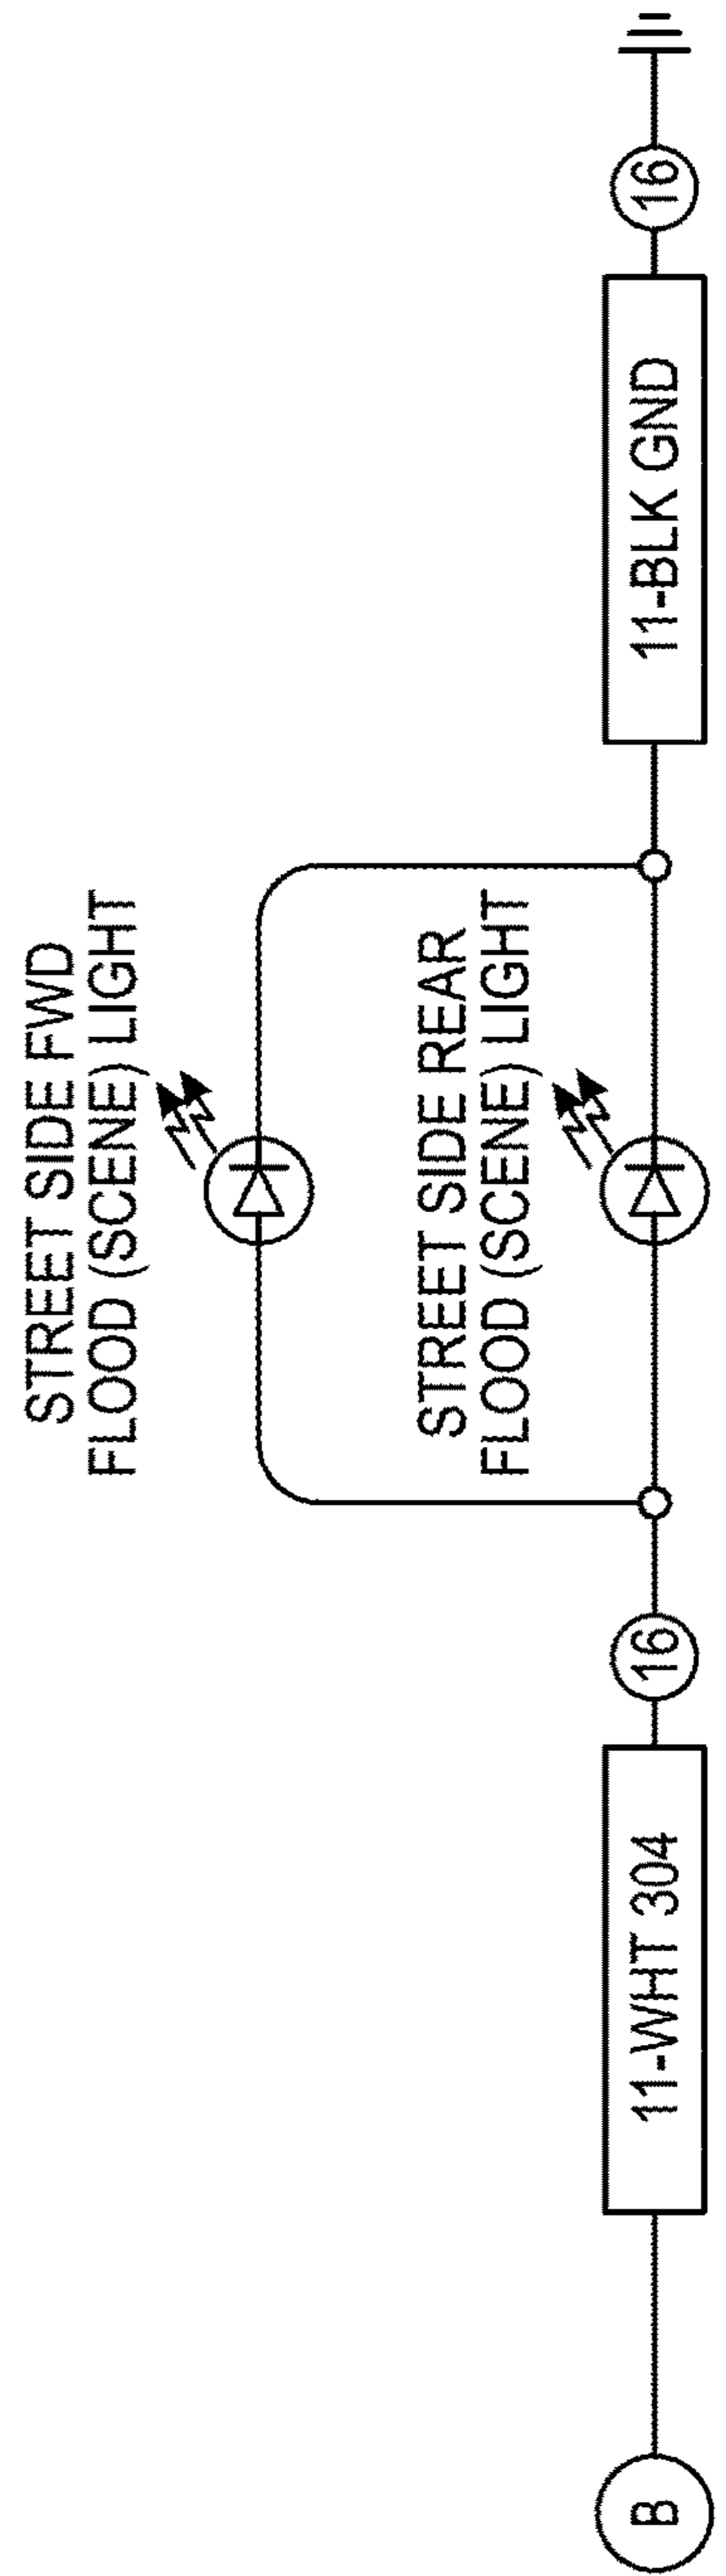 STREET SIDE FWD
FLOOD (SCENE) LIGHT
STREET SIDE REAR
FLOOD (SCENE) LIGHT
B
11-WHT 304
16
11-BLK GND
16